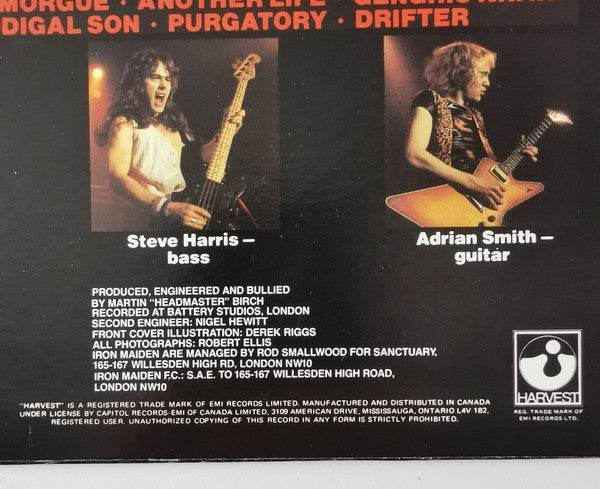 MORGUE · ANOTHER LIFE · GENGHIS KHAN
DIGAL SON · PURGATORY · DRIFTER
Steve Harris –
bass
Adrian Smith –
guitar
PRODUCED, ENGINEERED AND BULLIED
BY MARTIN "HEADMASTER" BIRCH
RECORDED AT BATTERY STUDIOS, LONDON
SECOND ENGINEER: NIGEL HEWITT
FRONT COVER ILLUSTRATION: DEREK RIGGS
ALL PHOTOGRAPHS: ROBERT ELLIS
IRON MAIDEN ARE MANAGED BY ROD SMALLWOOD FOR SANCTUARY,
165-167 WILLESDEN HIGH RD, LONDON NW10
IRON MAIDEN F.C.: S.A.E. TO 165-167 WILLESDEN HIGH ROAD,
LONDON NW10
HARVEST
REG. TRADE MARK OF
EMI RECORDS LTD.
"HARVEST" IS A REGISTERED TRADE MARK OF EMI RECORDS LIMITED. MANUFACTURED AND DISTRIBUTED IN CANADA
UNDER LICENSE BY CAPITOL RECORDS-EMI OF CANADA LIMITED, 3109 AMERICAN DRIVE, MISSISSAUGA, ONTARIO L4V 1B2,
REGISTERED USER. UNAUTHORIZED COPYING OF THIS RECORD IN ANY FORM IS STRICTLY PROHIBITED.